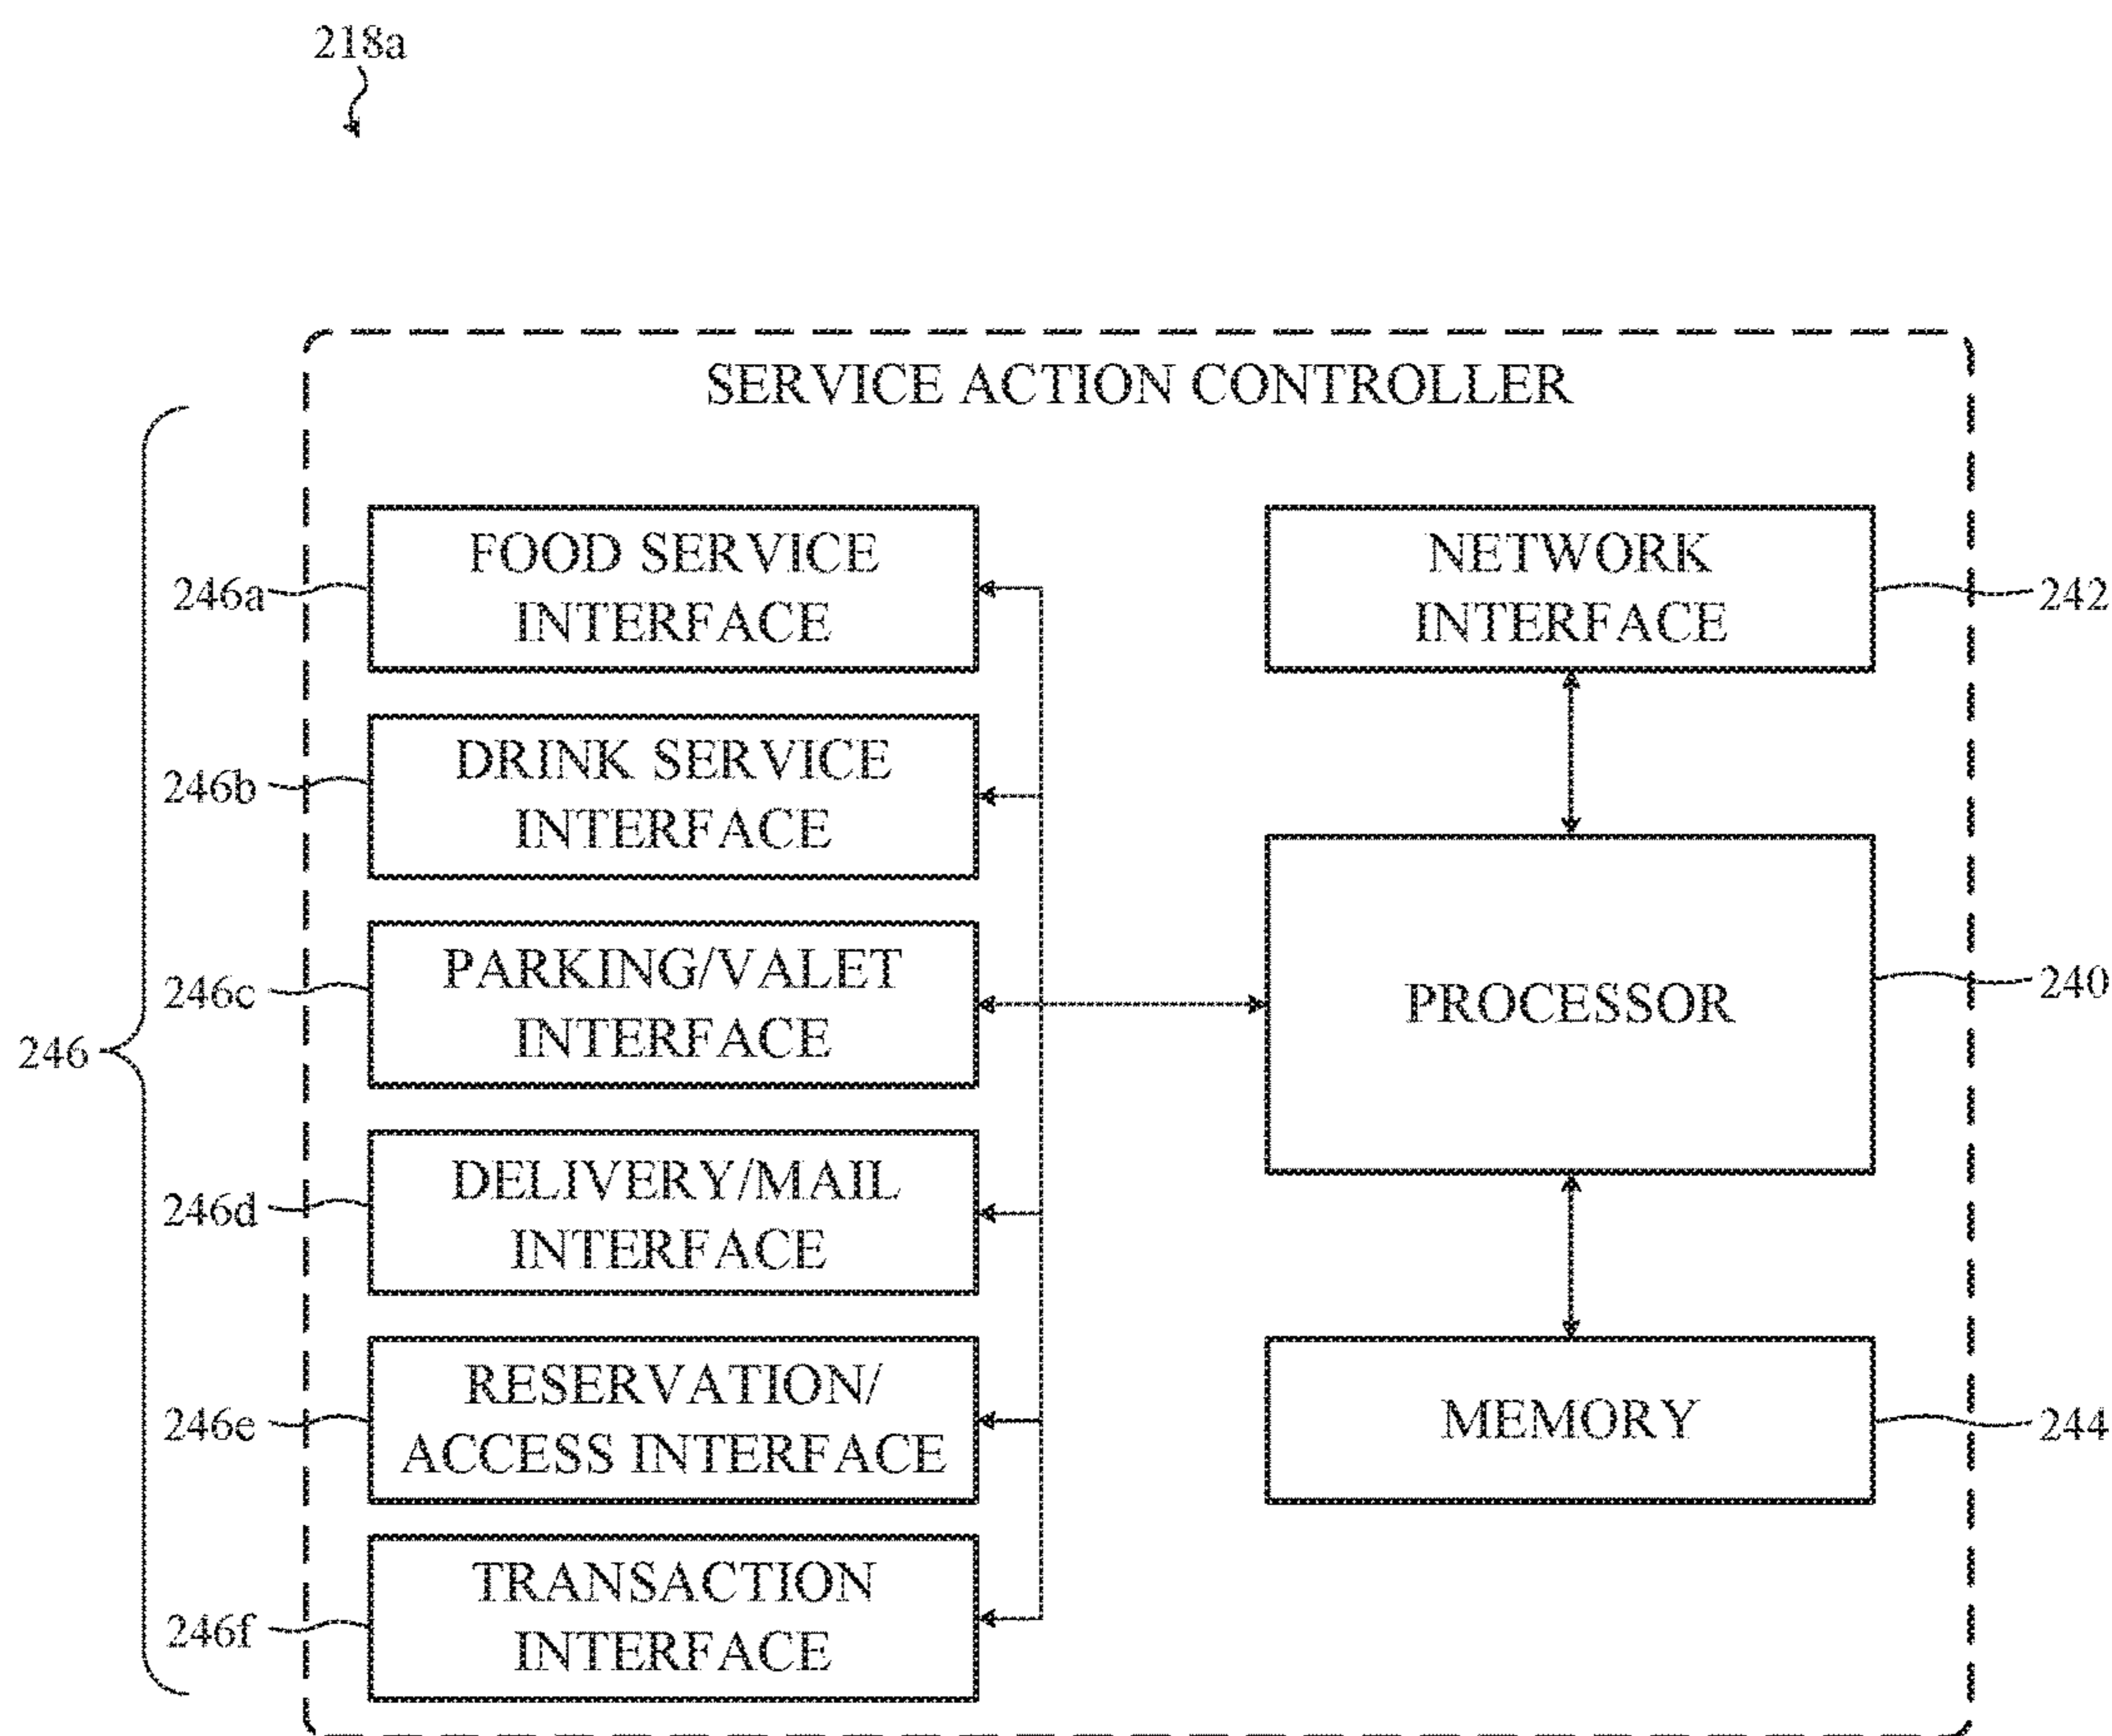 218a
SERVICE ACTION CONTROLLER
FOOD SERVICE
INTERFACE
246a
NETWORK
INTERFACE
242
DRINK SERVICE
INTERFACE
246b
PARKING/VALET
INTERFACE
246c
PROCESSOR
240
246
DELIVERY/MAIL
INTERFACE
246d
RESERVATION/
ACCESS INTERFACE
246e
MEMORY
244
TRANSACTION
INTERFACE
246f